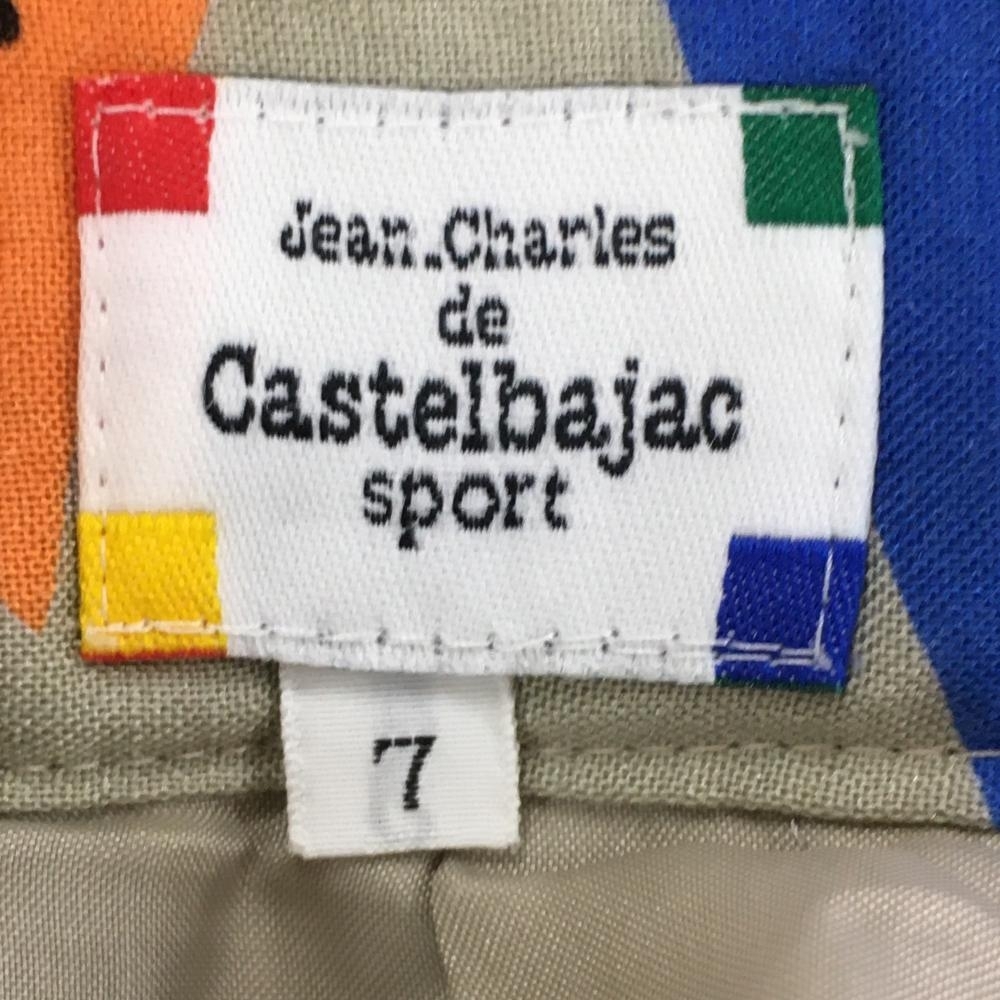 Jean.Charles
de
Castelbajac
sport
7